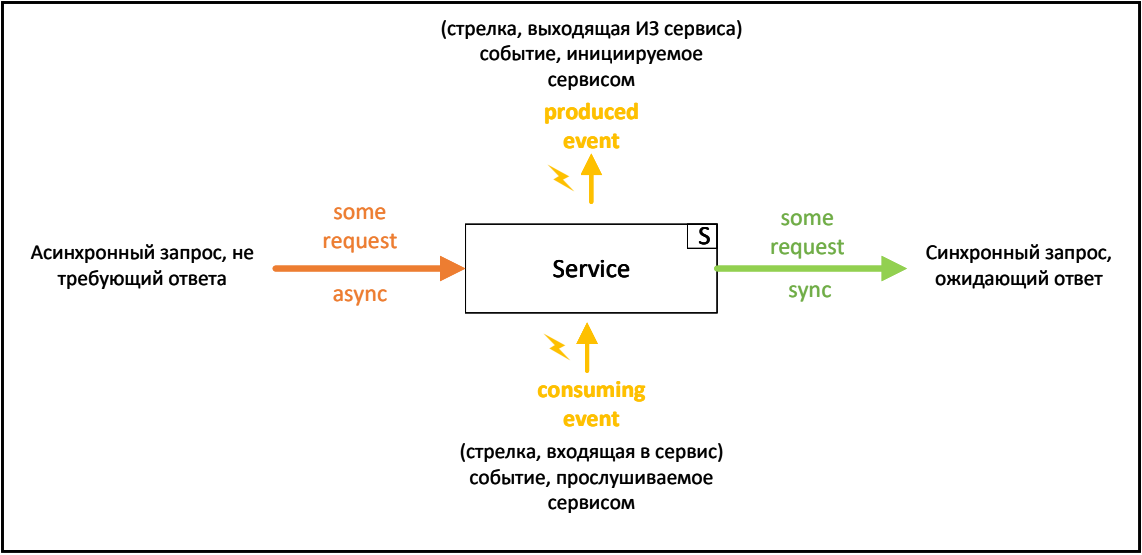 (стрелка, выходящая ИЗ сервиса)
событие, инициируемое
сервисом
produced
event
some
request
async
Асинхронный запрос, не
требующий ответа
S
Service
some
request
sync
Синхронный запрос,
ожидающий ответ
consuming
event
(стрелка, входящая в сервис)
событие, прослушиваемое
сервисом